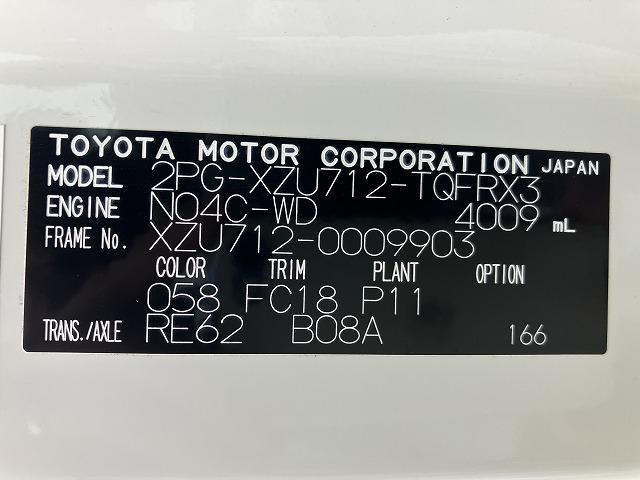 TOYOTA MOTOR CORPORATION JAPAN
MODEL 2PG-XZU712-TQFRX3
ENGINE N04C-WD 4009 mL
FRAME No. XZU712-0009903
COLOR TRIM PLANT OPTION
058 FC18 P11
TRANS./AXLE RE62 B08A 166